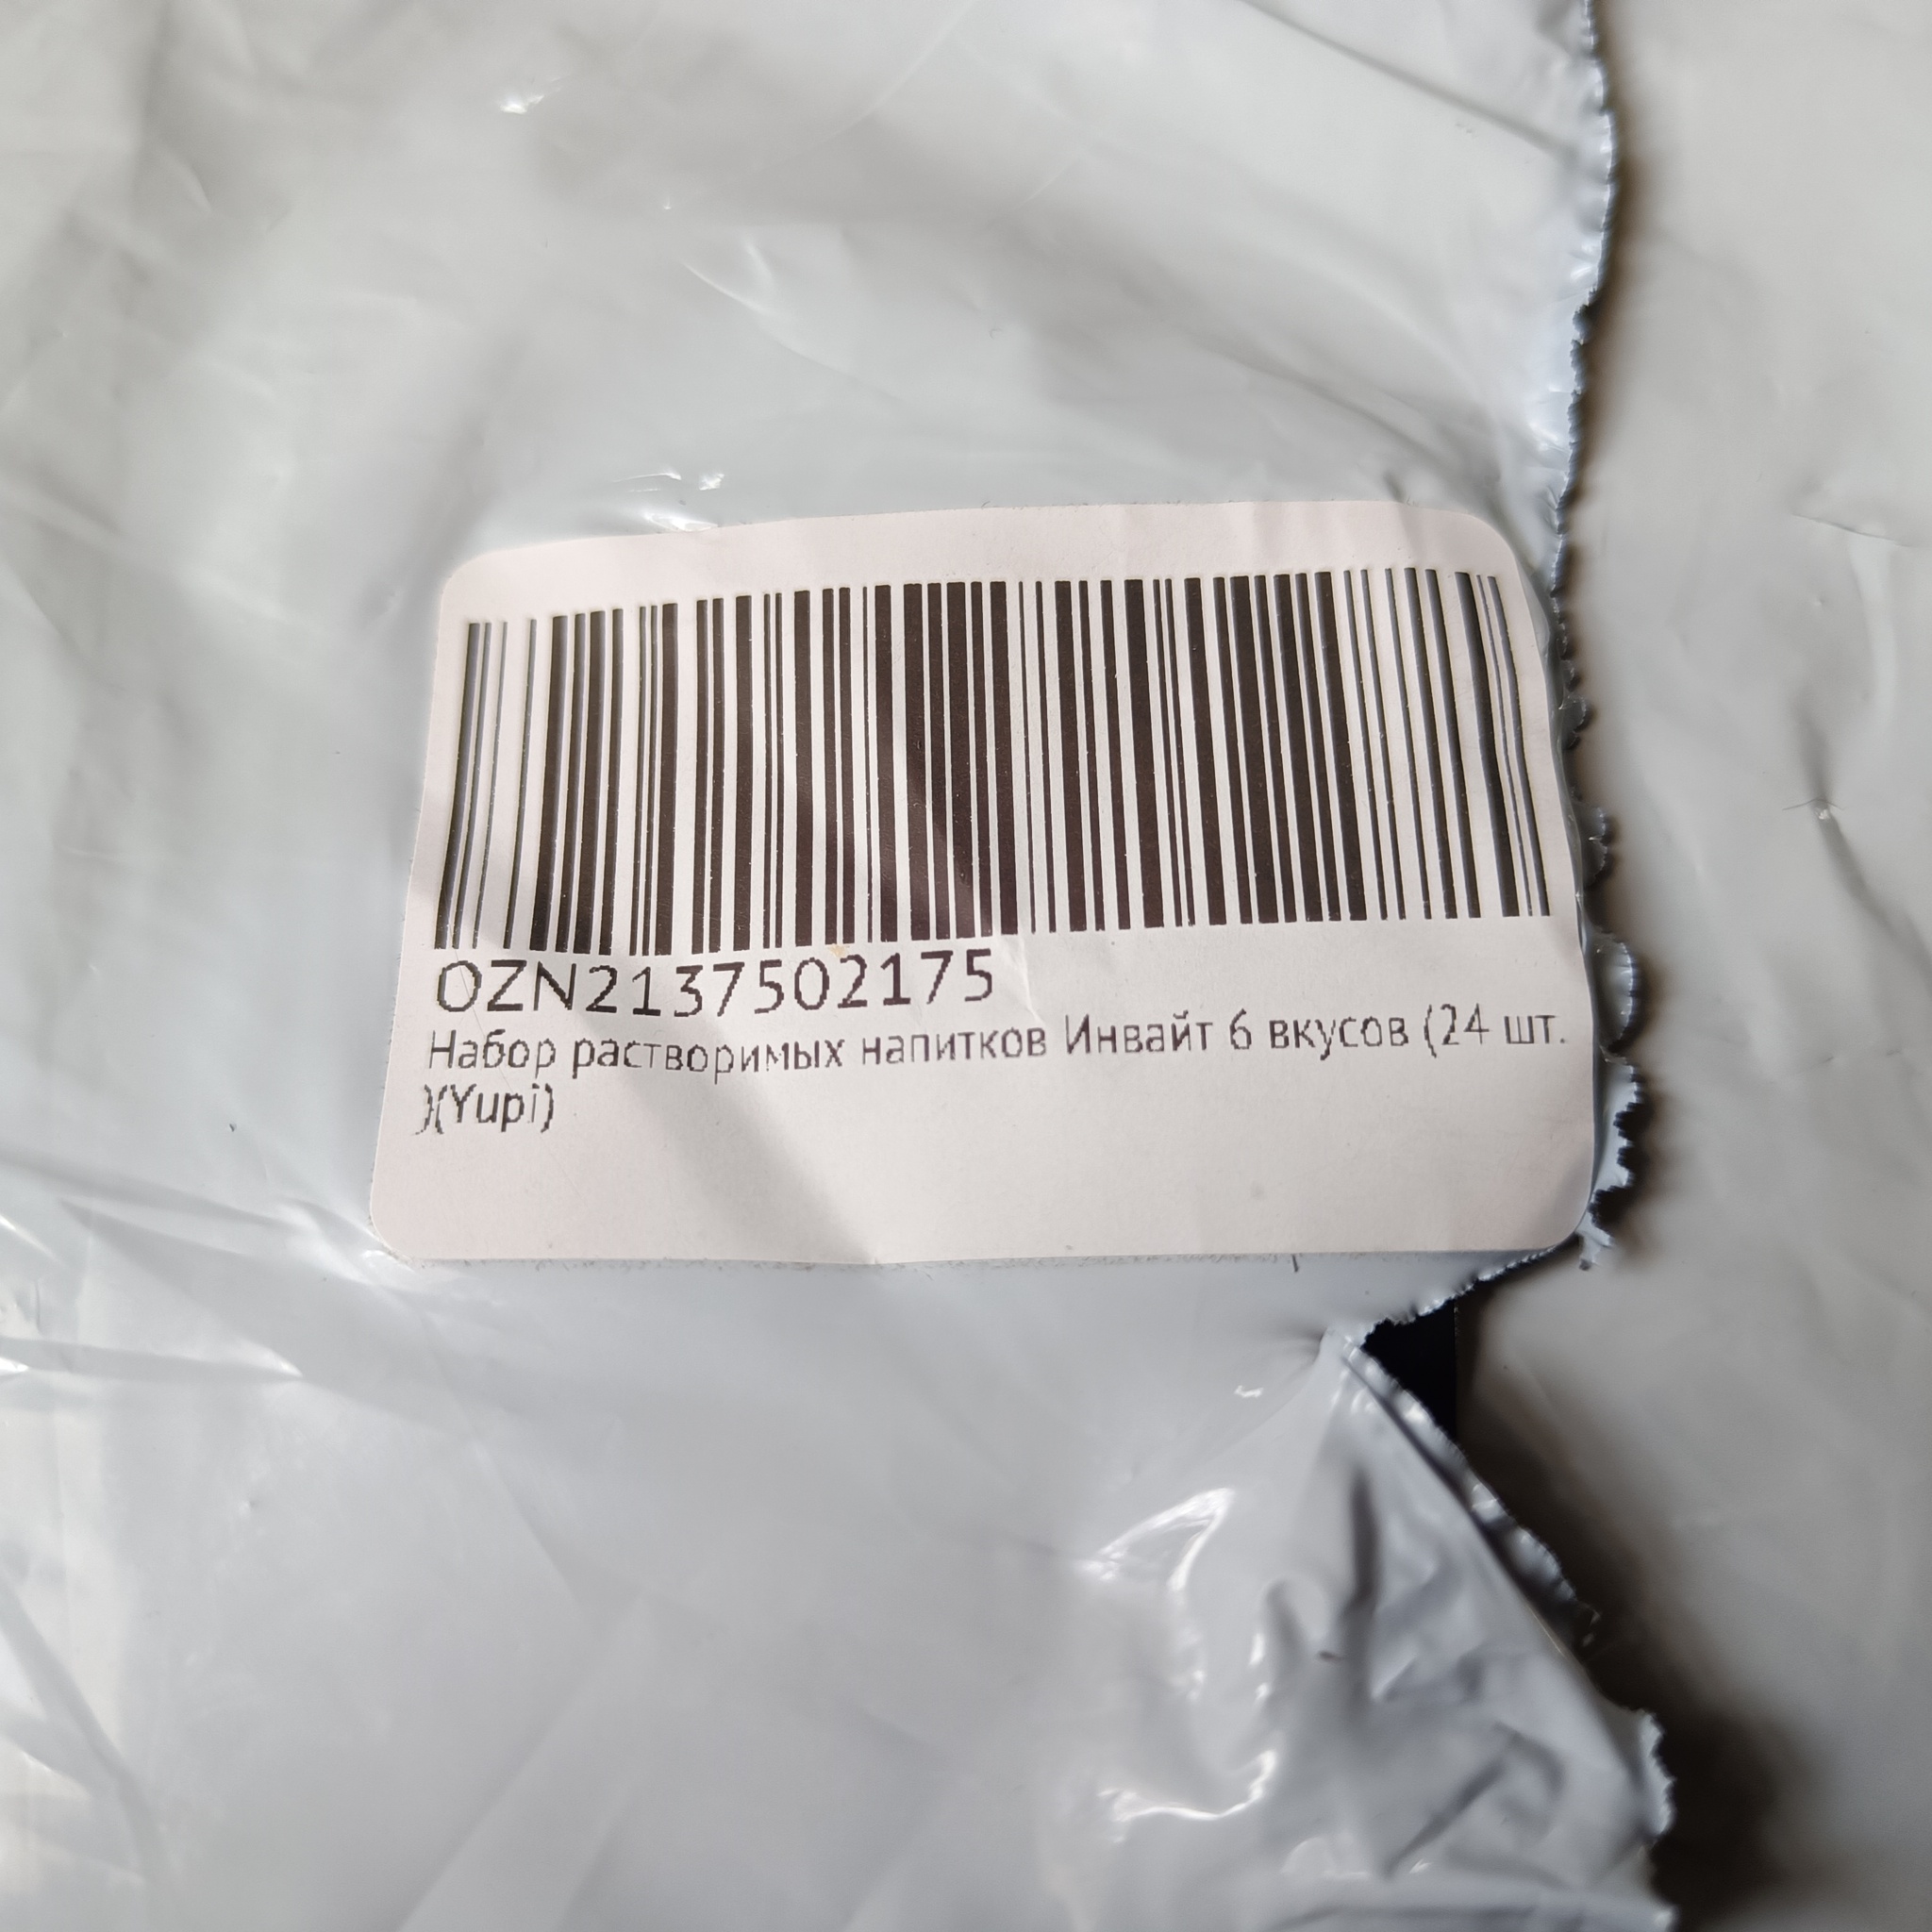 OZN2137502175
Набор растворимых напитков Инвайт 6 вкусов (24 шт.
)(Yupi)